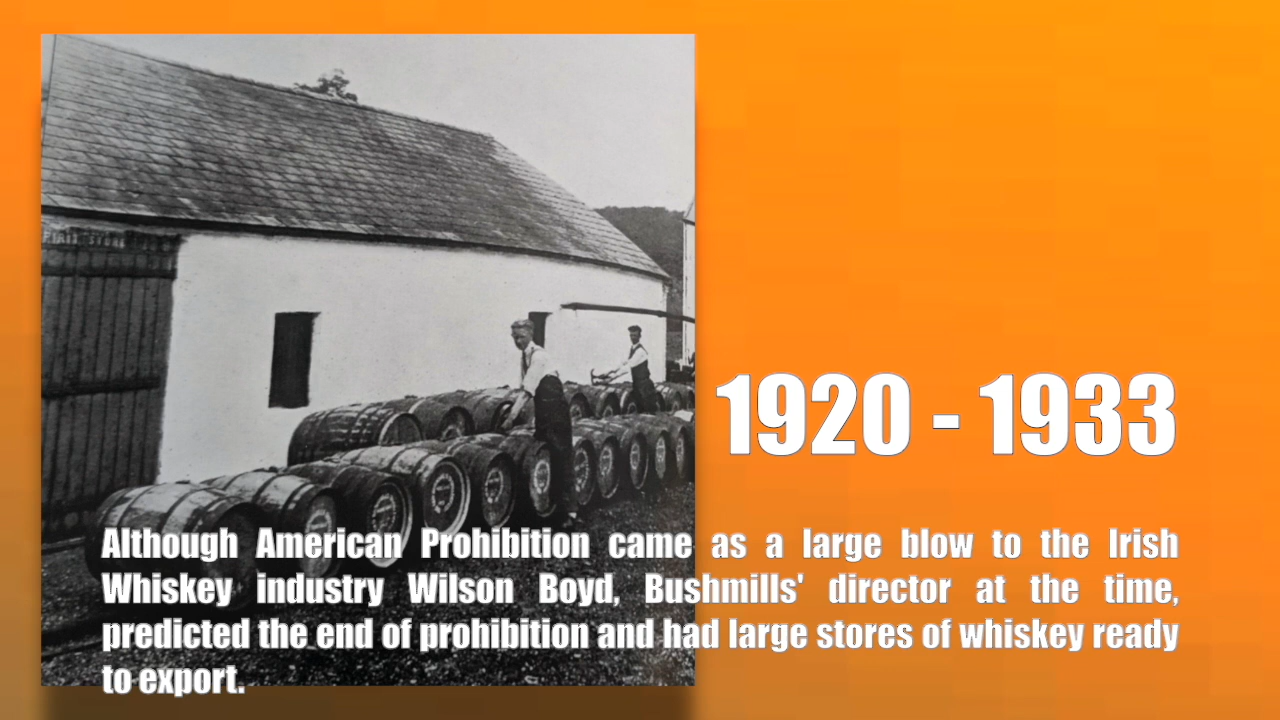 1920 - 1933
Although American Prohibition came as a large blow to the Irish
Whiskey industry Wilson Boyd, Bushmills' director at the time,
predicted the end of prohibition and had large stores of whiskey ready
to export.